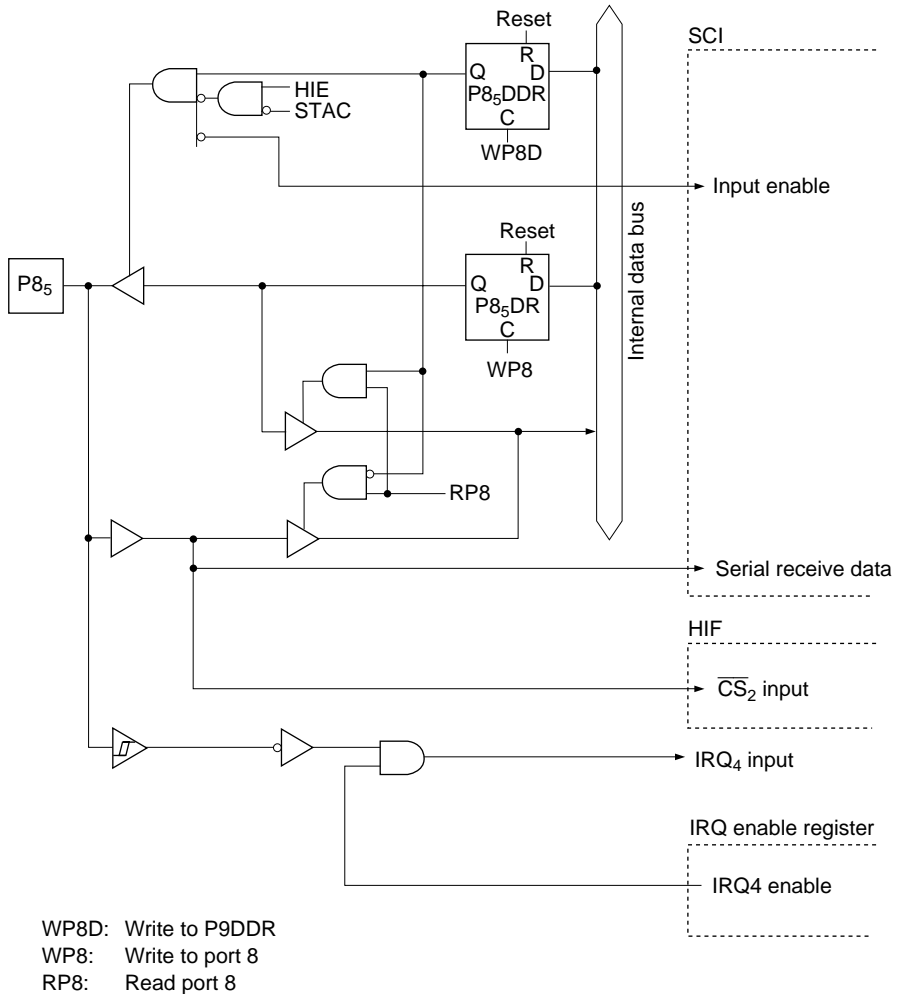 Reset
SCI
R
Q D
HIE
P8₅DDR
STAC
C
WP8D
Input enable
Reset
Internal data bus
R
P8₅
Q D
P8₅DR
C
WP8
RP8
Serial receive data
HIF
C̅S̅₂ input
IRQ₄ input
IRQ enable register
IRQ4 enable
WP8D: Write to P9DDR
WP8: Write to port 8
RP8: Read port 8